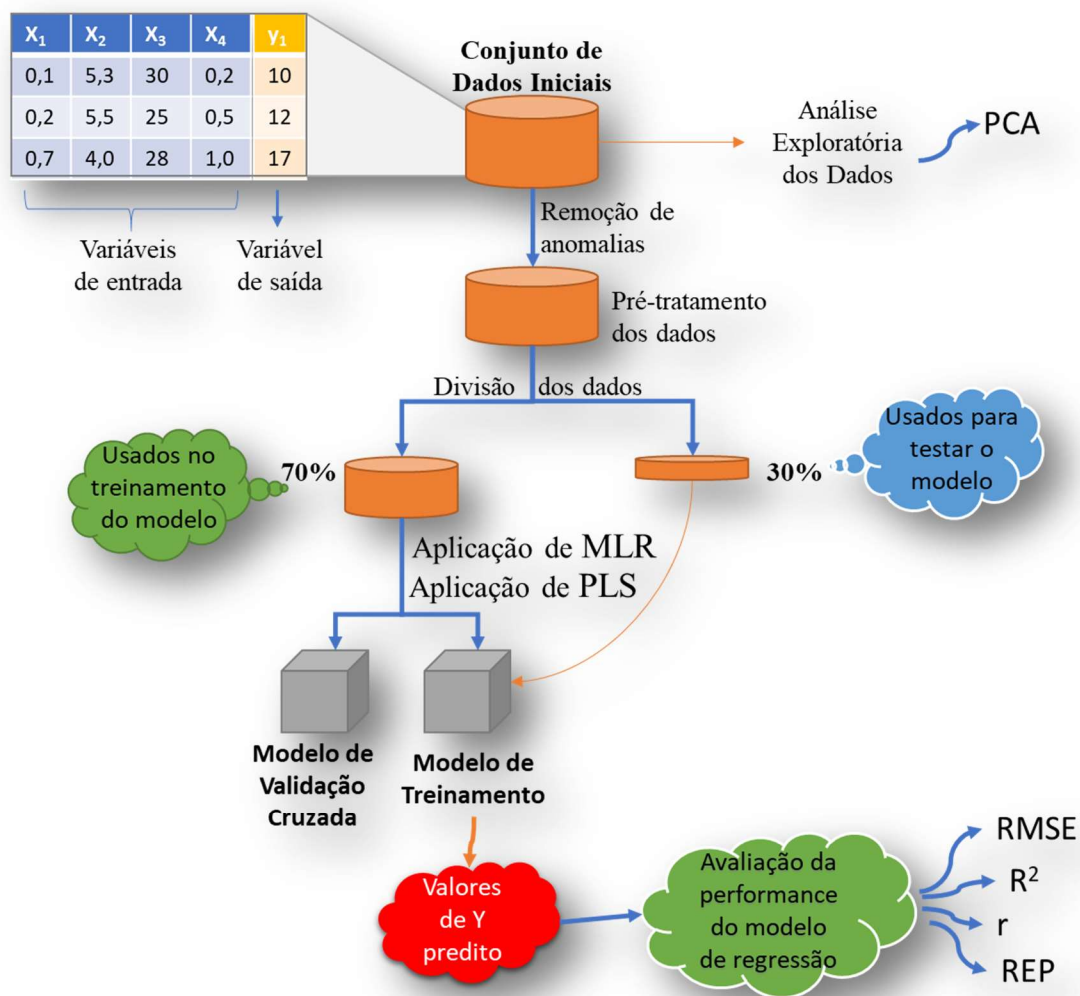 X₁ X₂ X₃ X₄ y₁
0,1 5,3 30 0,2 10
0,2 5,5 25 0,5 12
0,7 4,0 28 1,0 17
Variáveis
de entrada
Variável
de saída
Conjunto de
Dados Iniciais
Análise
Exploratória
dos Dados
PCA
Remoção de
anomalias
Pré-tratamento
dos dados
Divisão dos dados
Usados no
treinamento
do modelo
70%
30%
Usados para
testar o
modelo
Aplicação de MLR
Aplicação de PLS
Modelo de
Validação
Cruzada
Modelo de
Treinamento
Valores
de Y
predito
Avaliação da
performance
do modelo
de regressão
RMSE
R²
r
REP